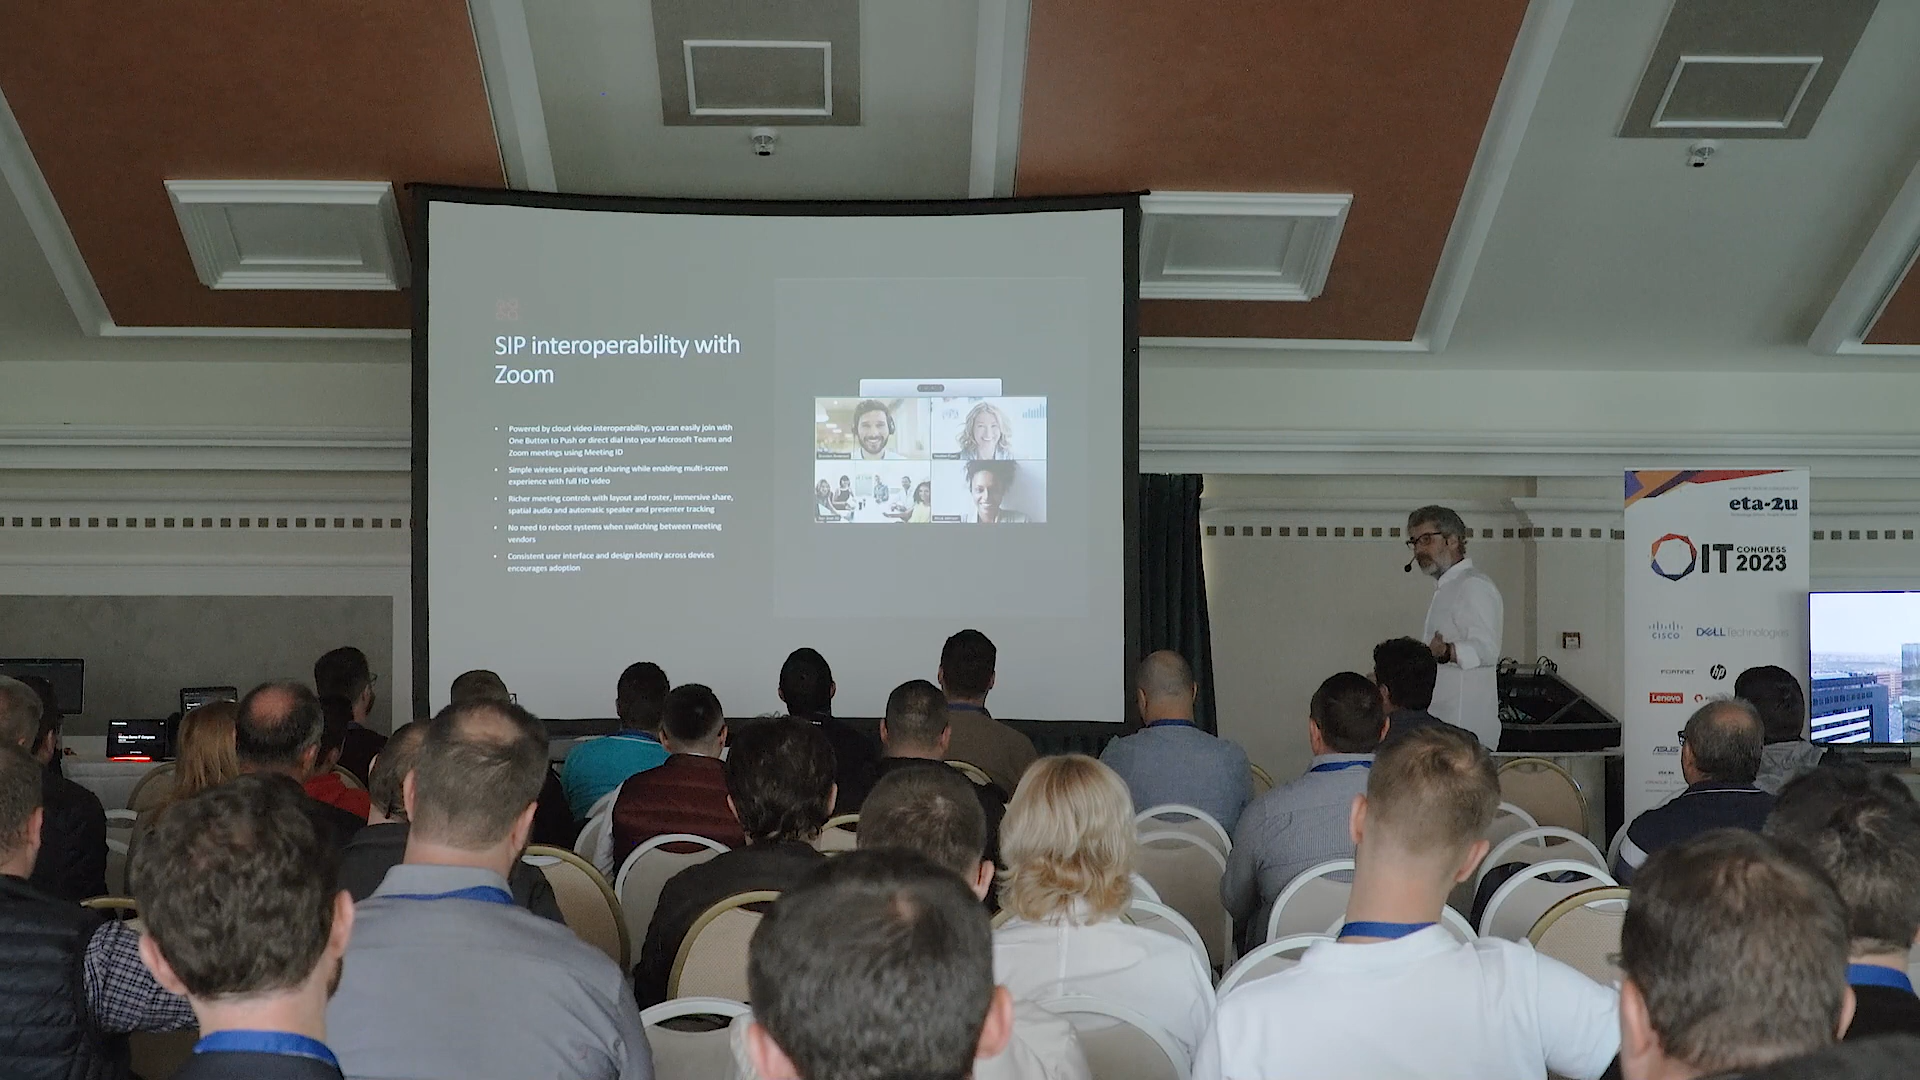 SIP interoperability with
Zoom
• Powered by cloud video interoperability, you can easily join with
One Button to Push or direct dial into your Microsoft Teams and
Zoom meetings using Meeting ID
• Simple wireless pairing and sharing while enabling multi-screen
experience with full HD video
• Richer meeting controls with layout and roster, immersive share,
spatial audio and automatic speaker and presenter tracking
• No need to reboot systems when switching between meeting
vendors
• Consistent user interface and design identity across devices
encourages adoption
eta-2u
IT CONGRESS
2023
CISCO
DELL Technologies
FORTINET
hp
Lenovo
ASUS